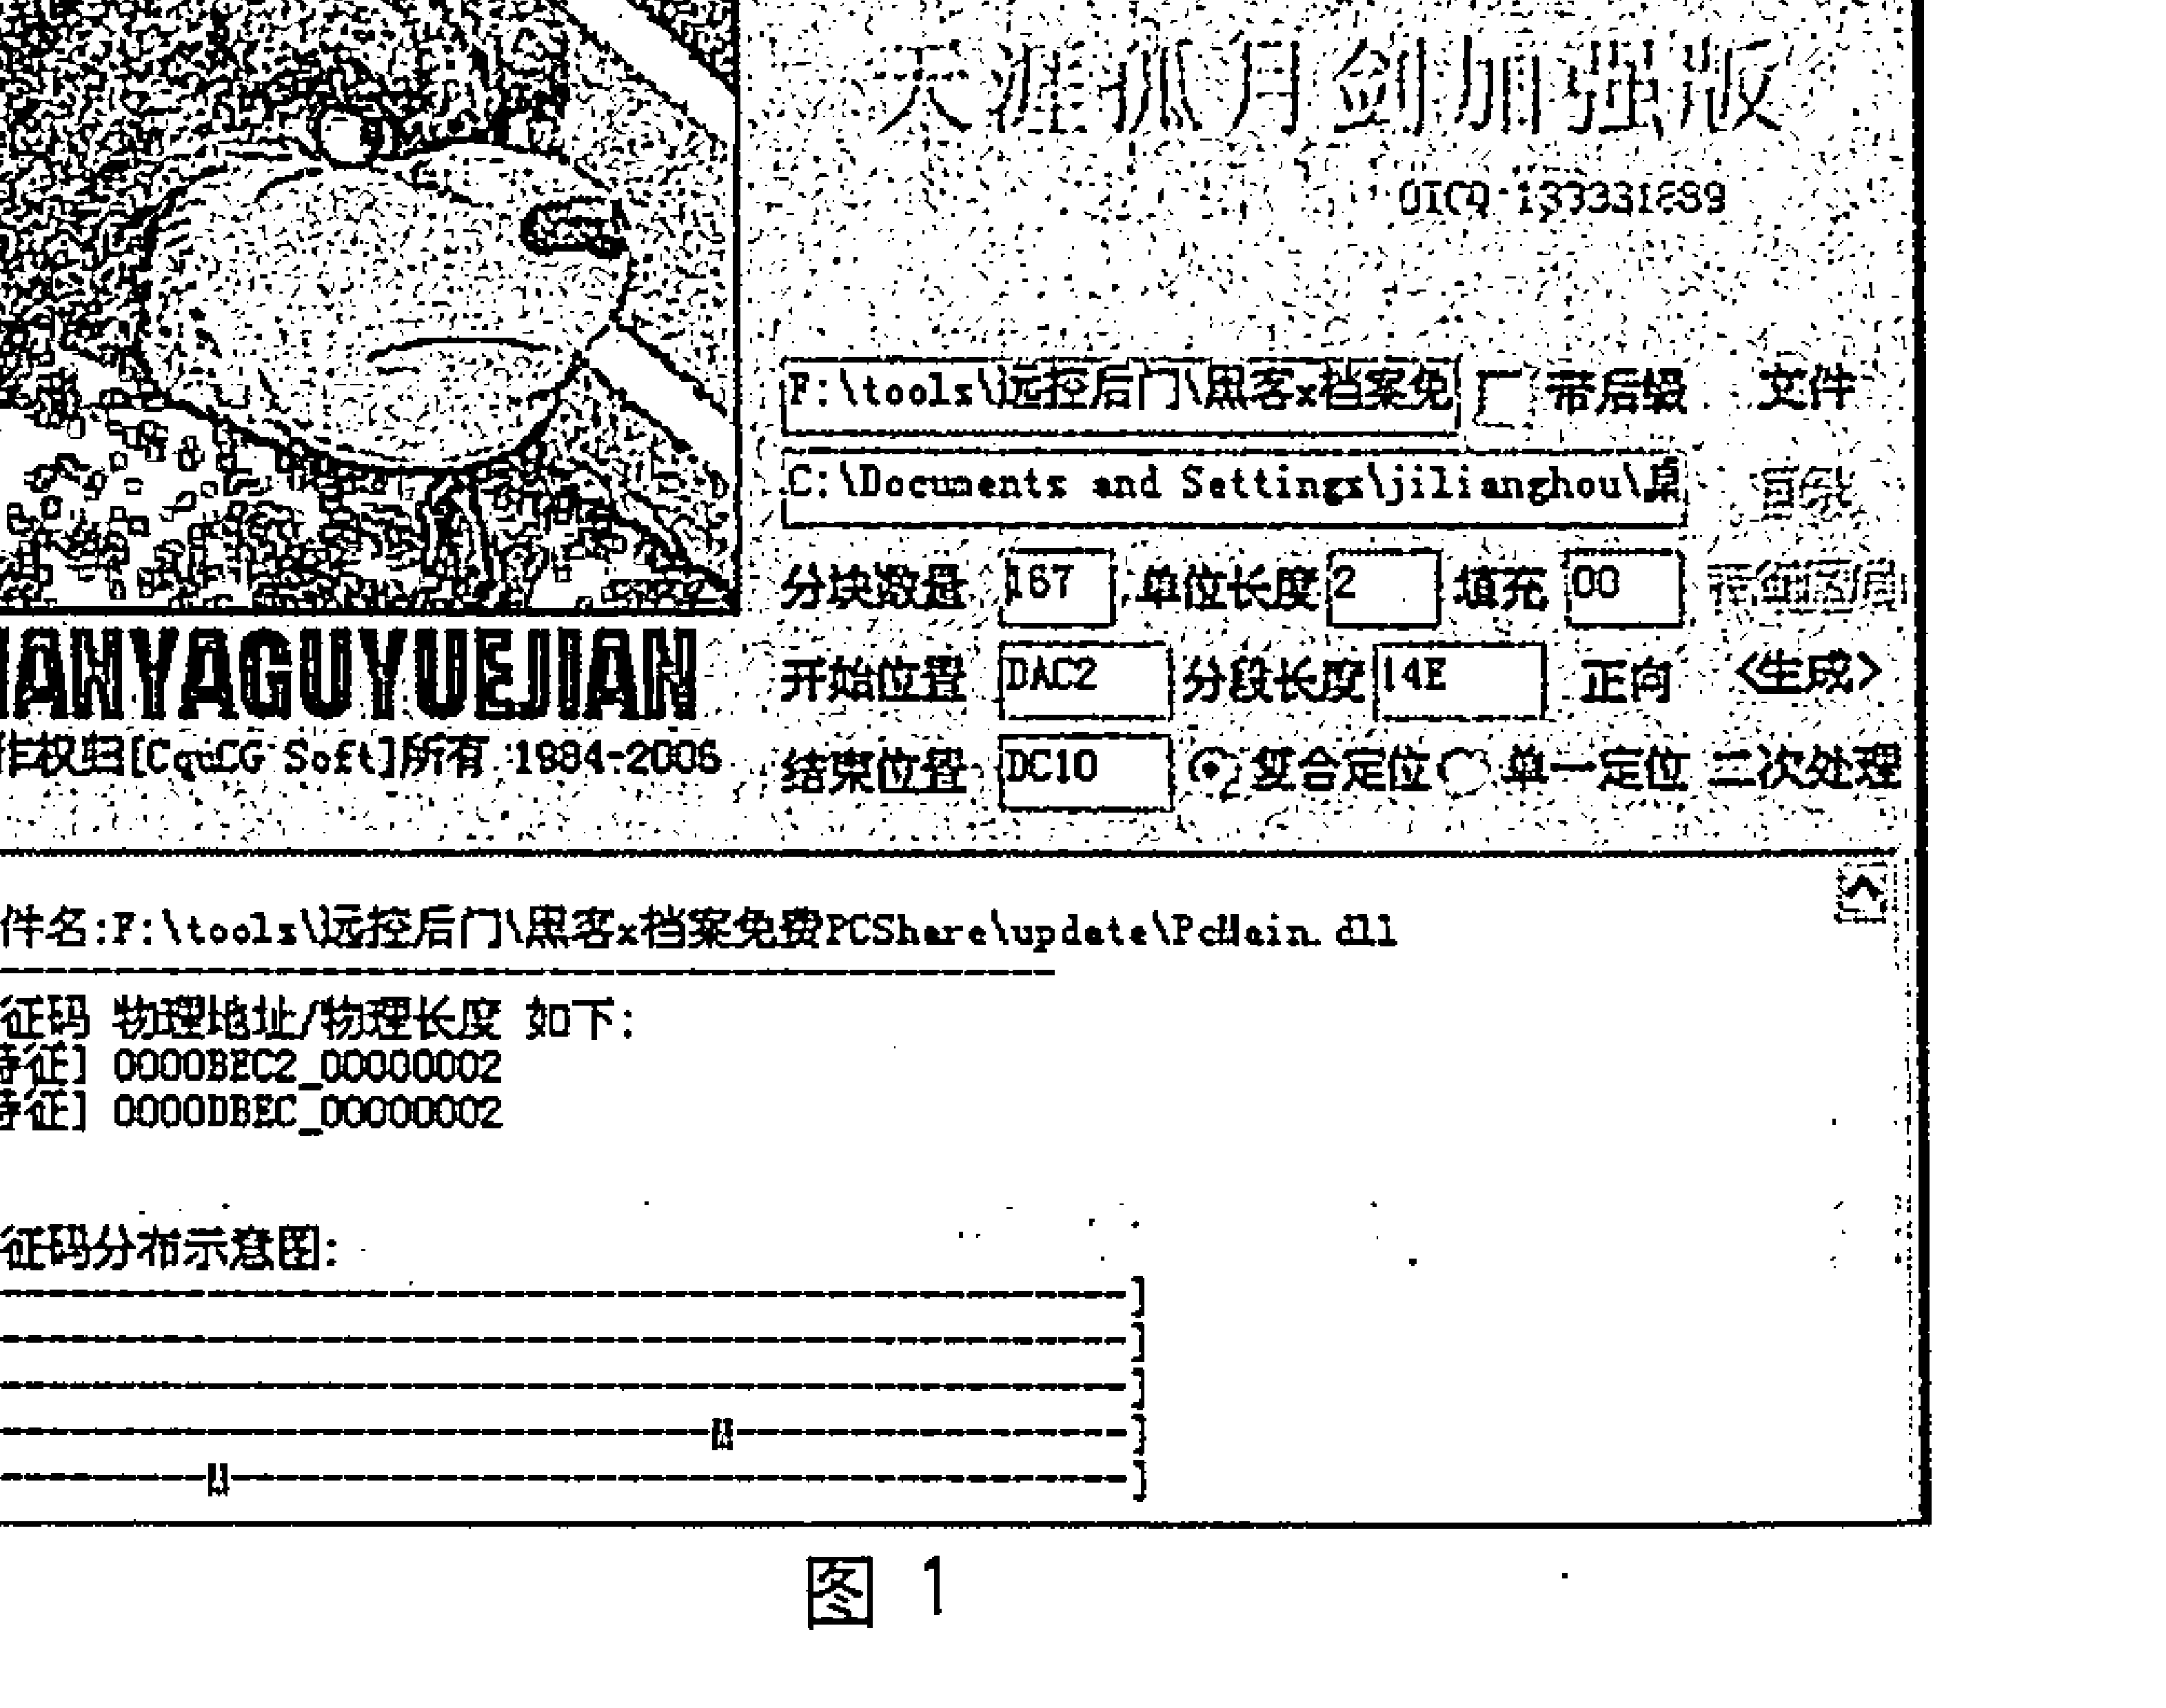 天涯孤月剑加强版
F:\tools\远控后门\黑客x档案免 带后缀 文件
C:\Documents and Settings\jilianghou\桌
分块数量 167 单位长度 2 填充 00
IANYAGUYUEJIAN
开始位置 DAC2 分段长度 14E 正向 <生成>
作权归[CquCG Soft]所有 1984-2006
结束位置 DC10 复合定位 单一定位 二次处理
件名:F:\tools\远控后门\黑客x档案免费PCShare\update\PcMain.dll
征码 物理地址/物理长度 如下:
特征] 0000BEC2_00000002
特征] 0000DBEC_00000002
征码分布示意图:
图 1